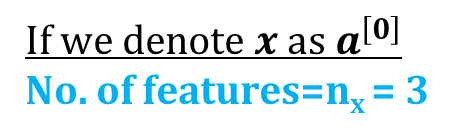 If we denote x as a[0]
No. of features=nx = 3